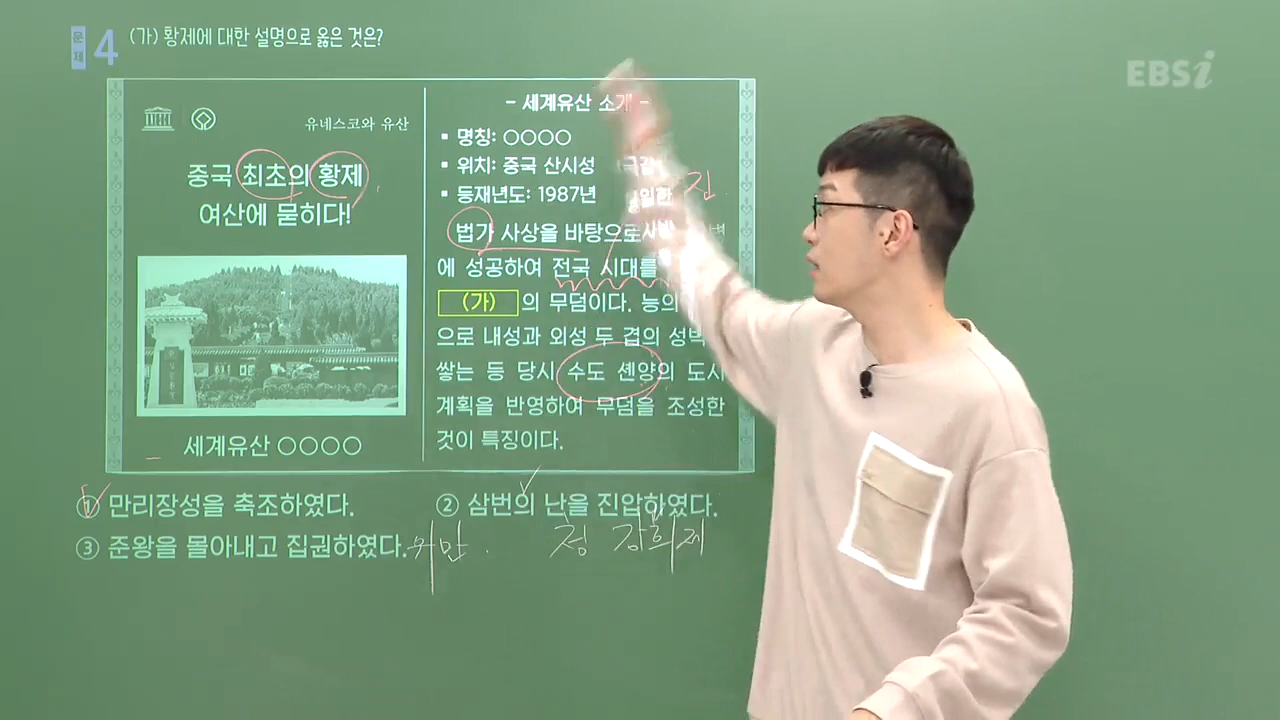 문제 4 (가) 황제에 대한 설명으로 옳은 것은?
EBSi
유네스코와 유산
중국 최초의 황제
여산에 묻히다!
세계유산 ○○○○
- 세계유산 소개 -
▪ 명칭: ○○○○
▪ 위치: 중국 산시성
▪ 등재년도: 1987년
진
법가 사상을 바탕으로
에 성공하여 전국 시대를
(가) 의 무덤이다. 능의
으로 내성과 외성 두 겹의 성벽
쌓는 등 당시 수도 셴양의 도시
계획을 반영하여 무덤을 조성한
것이 특징이다.
① 만리장성을 축조하였다.
② 삼번의 난을 진압하였다.
③ 준왕을 몰아내고 집권하였다.
위만
청 강희제